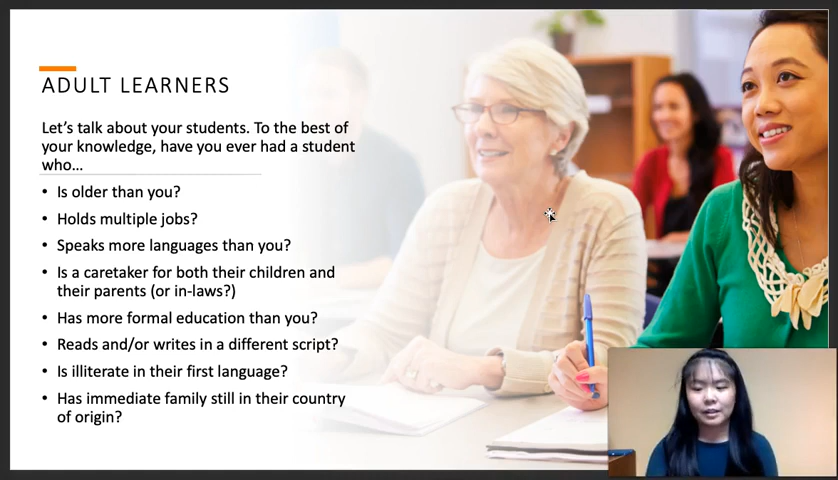 ADULT LEARNERS
Let's talk about your students. To the best of
your knowledge, have you ever had a student
who...
• Is older than you?
• Holds multiple jobs?
• Speaks more languages than you?
• Is a caretaker for both their children and
their parents (or in-laws?)
• Has more formal education than you?
• Reads and/or writes in a different script?
• Is illiterate in their first language?
• Has immediate family still in their country
of origin?